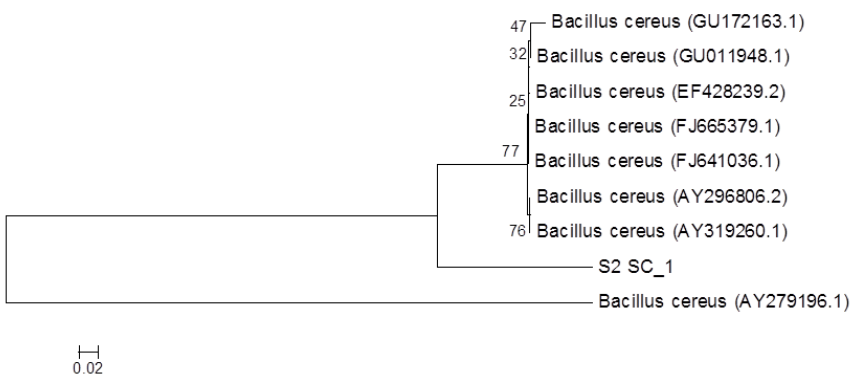 47
Bacillus cereus (GU172163.1)
32
Bacillus cereus (GU011948.1)
Bacillus cereus (EF428239.2)
25
Bacillus cereus (FJ665379.1)
77
Bacillus cereus (FJ641036.1)
Bacillus cereus (AY296806.2)
76
Bacillus cereus (AY319260.1)
S2 SC_1
Bacillus cereus (AY279196.1)
0.02